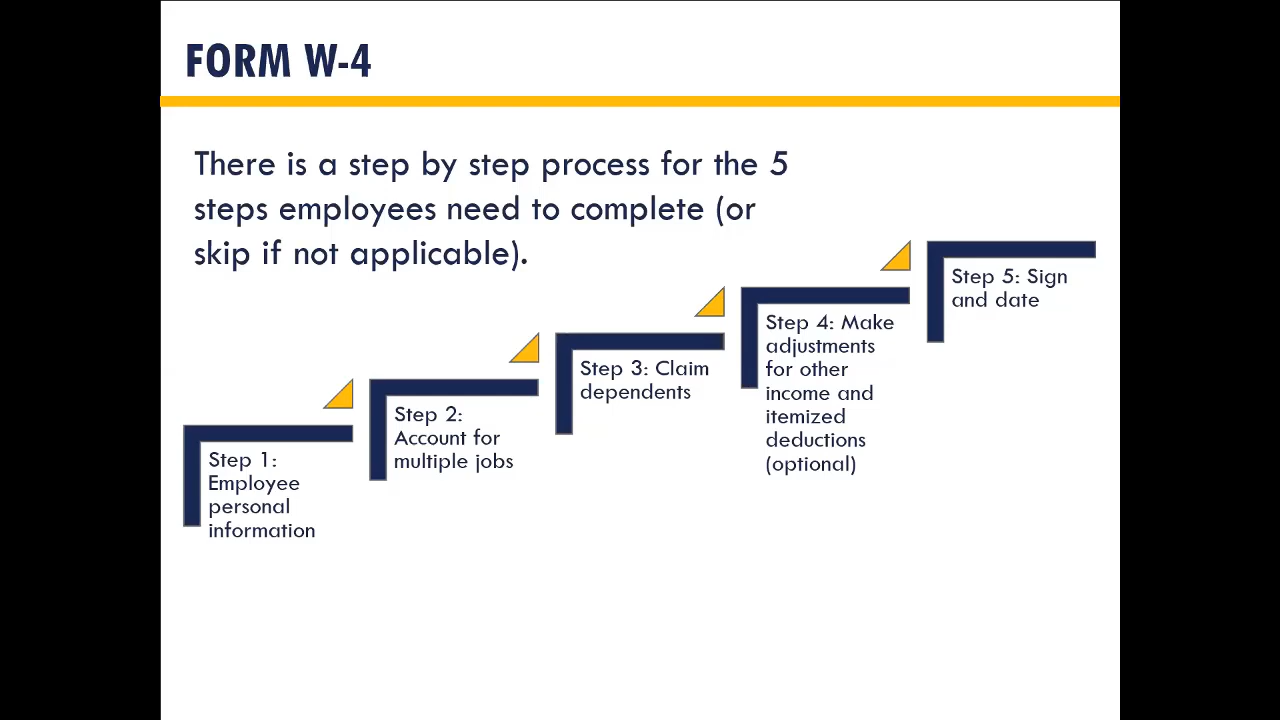 FORM W-4
There is a step by step process for the 5
steps employees need to complete (or
skip if not applicable).
Step 1:
Employee
personal
information
Step 2:
Account for
multiple jobs
Step 3: Claim
dependents
Step 4: Make
adjustments
for other
income and
itemized
deductions
(optional)
Step 5: Sign
and date